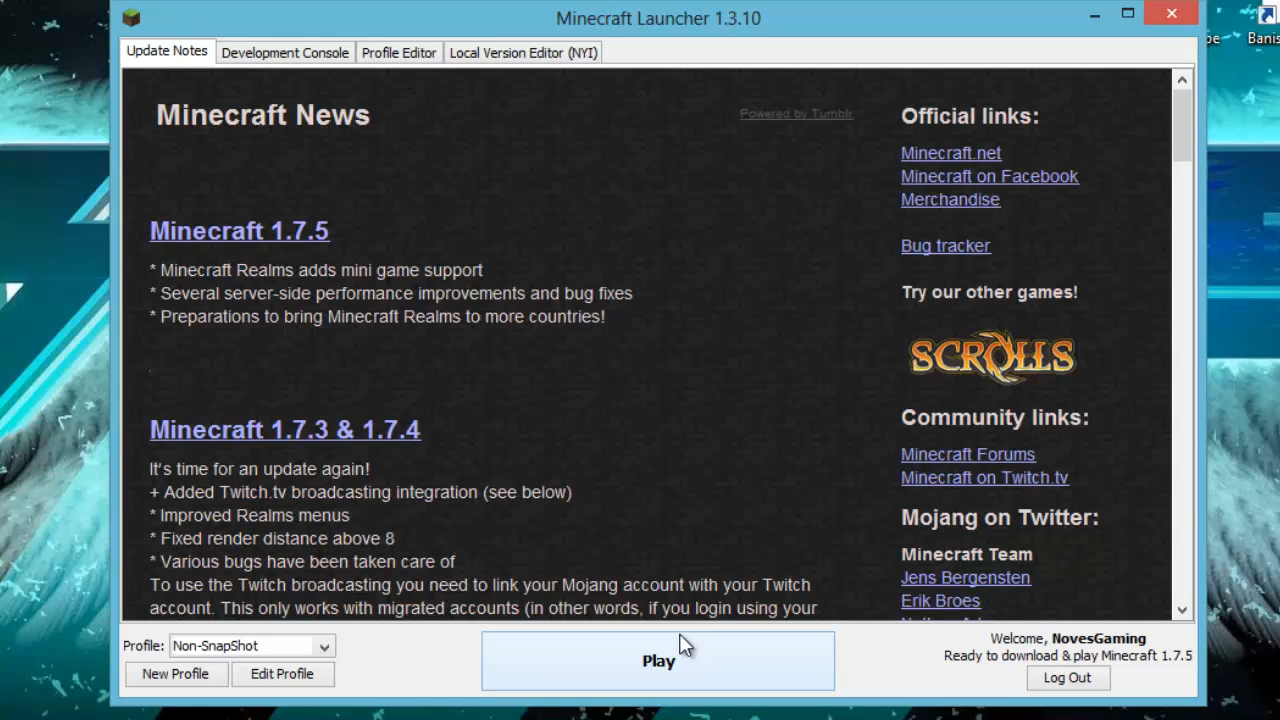 Minecraft Launcher 1.3.10
Update Notes
Development Console
Profile Editor
Local Version Editor (NYI)
Minecraft News
Powered by Tumblr
Minecraft 1.7.5
* Minecraft Realms adds mini game support
* Several server-side performance improvements and bug fixes
* Preparations to bring Minecraft Realms to more countries!
Minecraft 1.7.3 & 1.7.4
It's time for an update again!
+ Added Twitch.tv broadcasting integration (see below)
* Improved Realms menus
* Fixed render distance above 8
* Various bugs have been taken care of
To use the Twitch broadcasting you need to link your Mojang account with your Twitch
account. This only works with migrated accounts (in other words, if you login using your
Official links:
Minecraft.net
Minecraft on Facebook
Merchandise
Bug tracker
Try our other games!
SCROLLS
Community links:
Minecraft Forums
Minecraft on Twitch.tv
Mojang on Twitter:
Minecraft Team
Jens Bergensten
Erik Broes
Profile: Non-SnapShot
New Profile
Edit Profile
Play
Welcome, NovesGaming
Ready to download & play Minecraft 1.7.5
Log Out